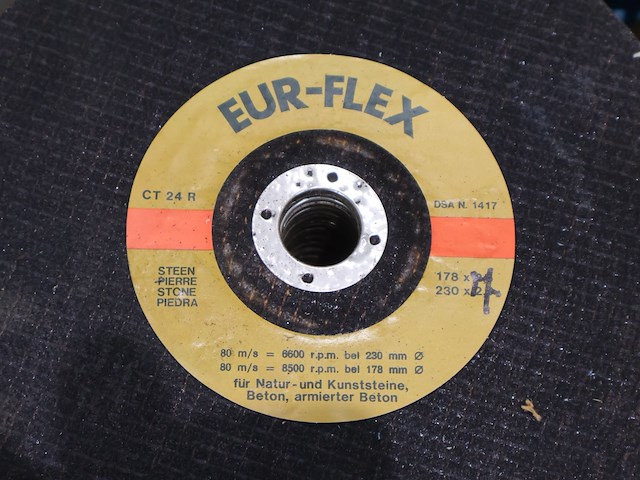 EUR-FLEX
CT 24 R
DSA N. 1417
STEEN
PIERRE
STONE
PIEDRA
178 x
230 x 2
80 m/s = 6600 r.p.m. bei 230 mm Ø
80 m/s = 8500 r.p.m. bei 178 mm Ø
für Natur- und Kunststeine,
Beton, armierter Beton